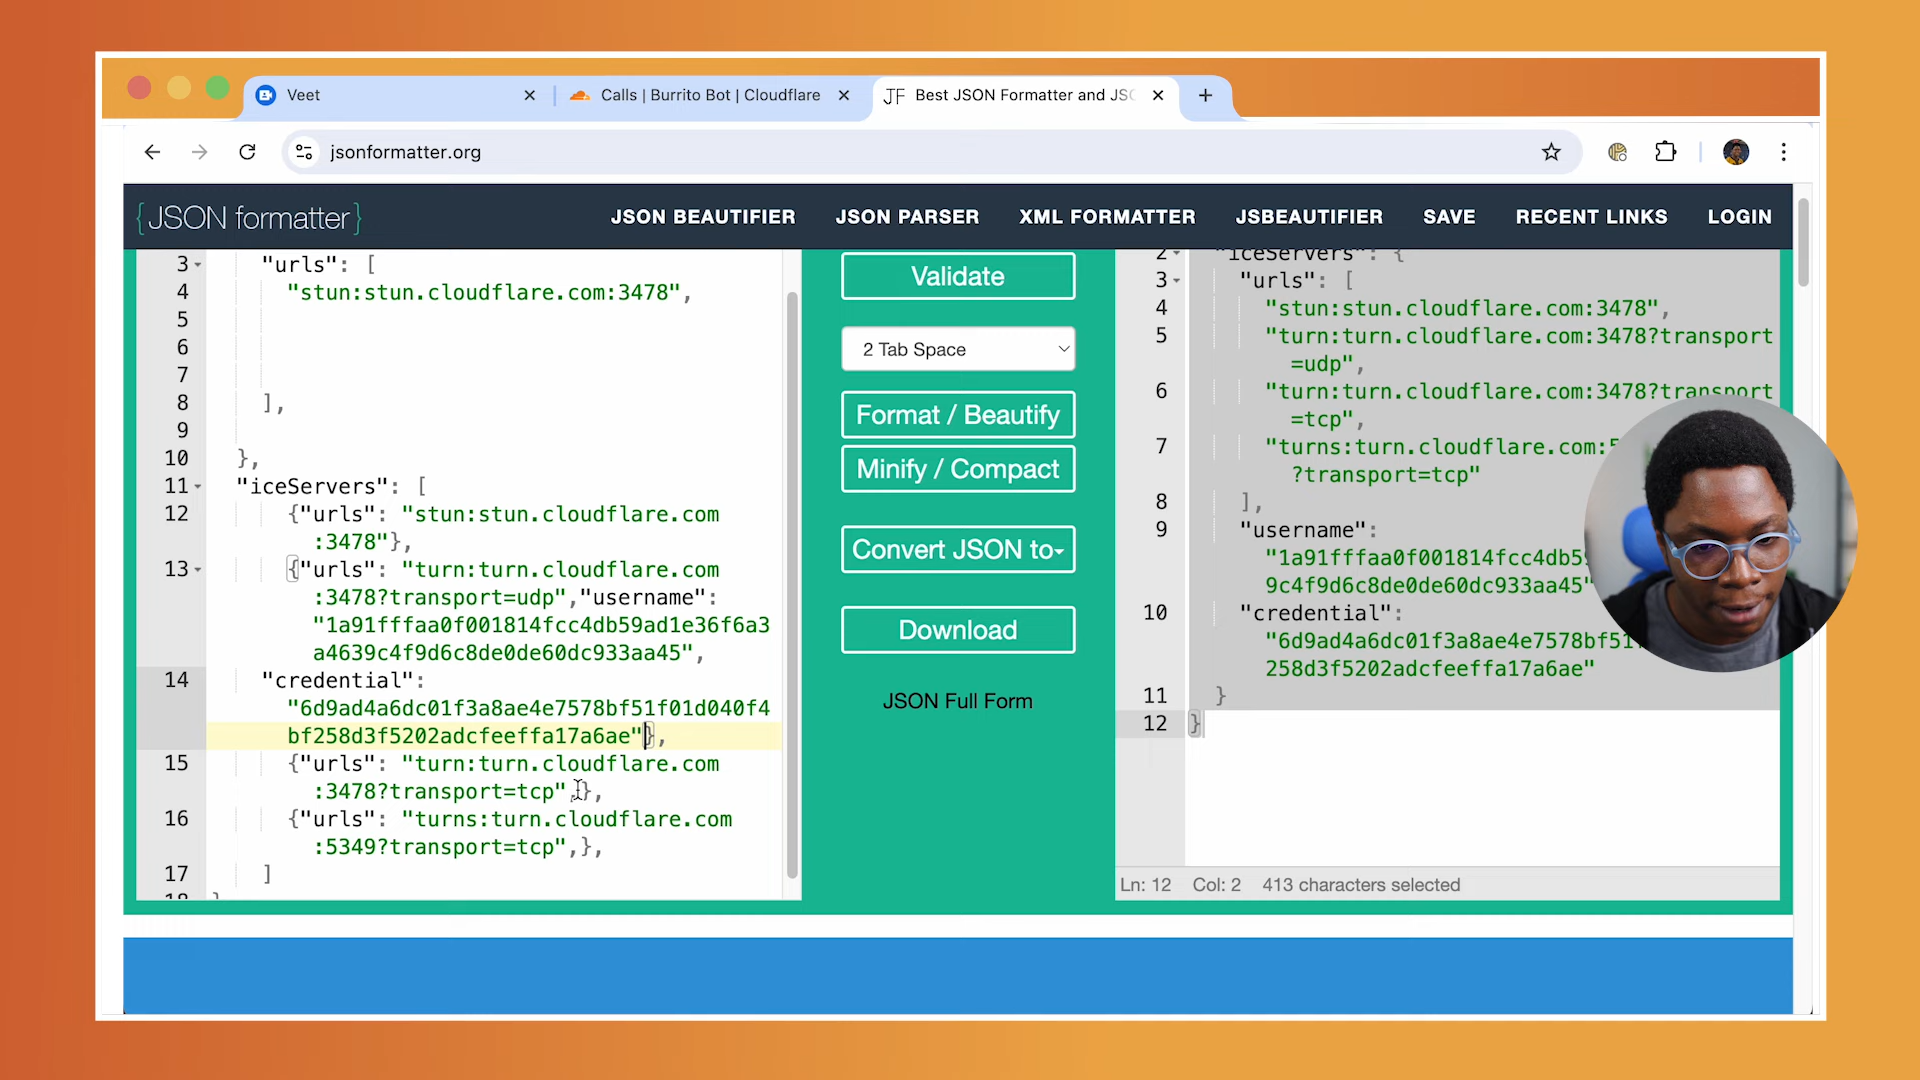 Veet
Calls | Burrito Bot | Cloudflare
JF Best JSON Formatter and JSC
jsonformatter.org
{JSON formatter}
JSON BEAUTIFIER
JSON PARSER
XML FORMATTER
JSBEAUTIFIER
SAVE
RECENT LINKS
LOGIN
3 "urls": [
4 "stun:stun.cloudflare.com:3478",
5
6
7
8 ],
9
10 },
11 "iceServers": [
12 {"urls": "stun:stun.cloudflare.com
:3478"},
13 {"urls": "turn:turn.cloudflare.com
:3478?transport=udp","username":
"1a91fffaa0f001814fcc4db59ad1e36f6a3
a4639c4f9d6c8de0de60dc933aa45",
14 "credential":
"6d9ad4a6dc01f3a8ae4e7578bf51f01d040f4
bf258d3f5202adcfeeffa17a6ae"},
15 {"urls": "turn:turn.cloudflare.com
:3478?transport=tcp",},
16 {"urls": "turns:turn.cloudflare.com
:5349?transport=tcp",},
17 ]
18 }
Validate
2 Tab Space
Format / Beautify
Minify / Compact
Convert JSON to
Download
JSON Full Form
2 "iceServers": {
3 "urls": [
4 "stun:stun.cloudflare.com:3478",
5 "turn:turn.cloudflare.com:3478?transport
=udp",
6 "turn:turn.cloudflare.com:3478?transport
=tcp",
7 "turns:turn.cloudflare.com:5
?transport=tcp"
8 ],
9 "username":
"1a91fffaa0f001814fcc4db5
9c4f9d6c8de0de60dc933aa45"
10 "credential":
"6d9ad4a6dc01f3a8ae4e7578bf51
258d3f5202adcfeeffa17a6ae"
11 }
12 }
Ln: 12 Col: 2 413 characters selected